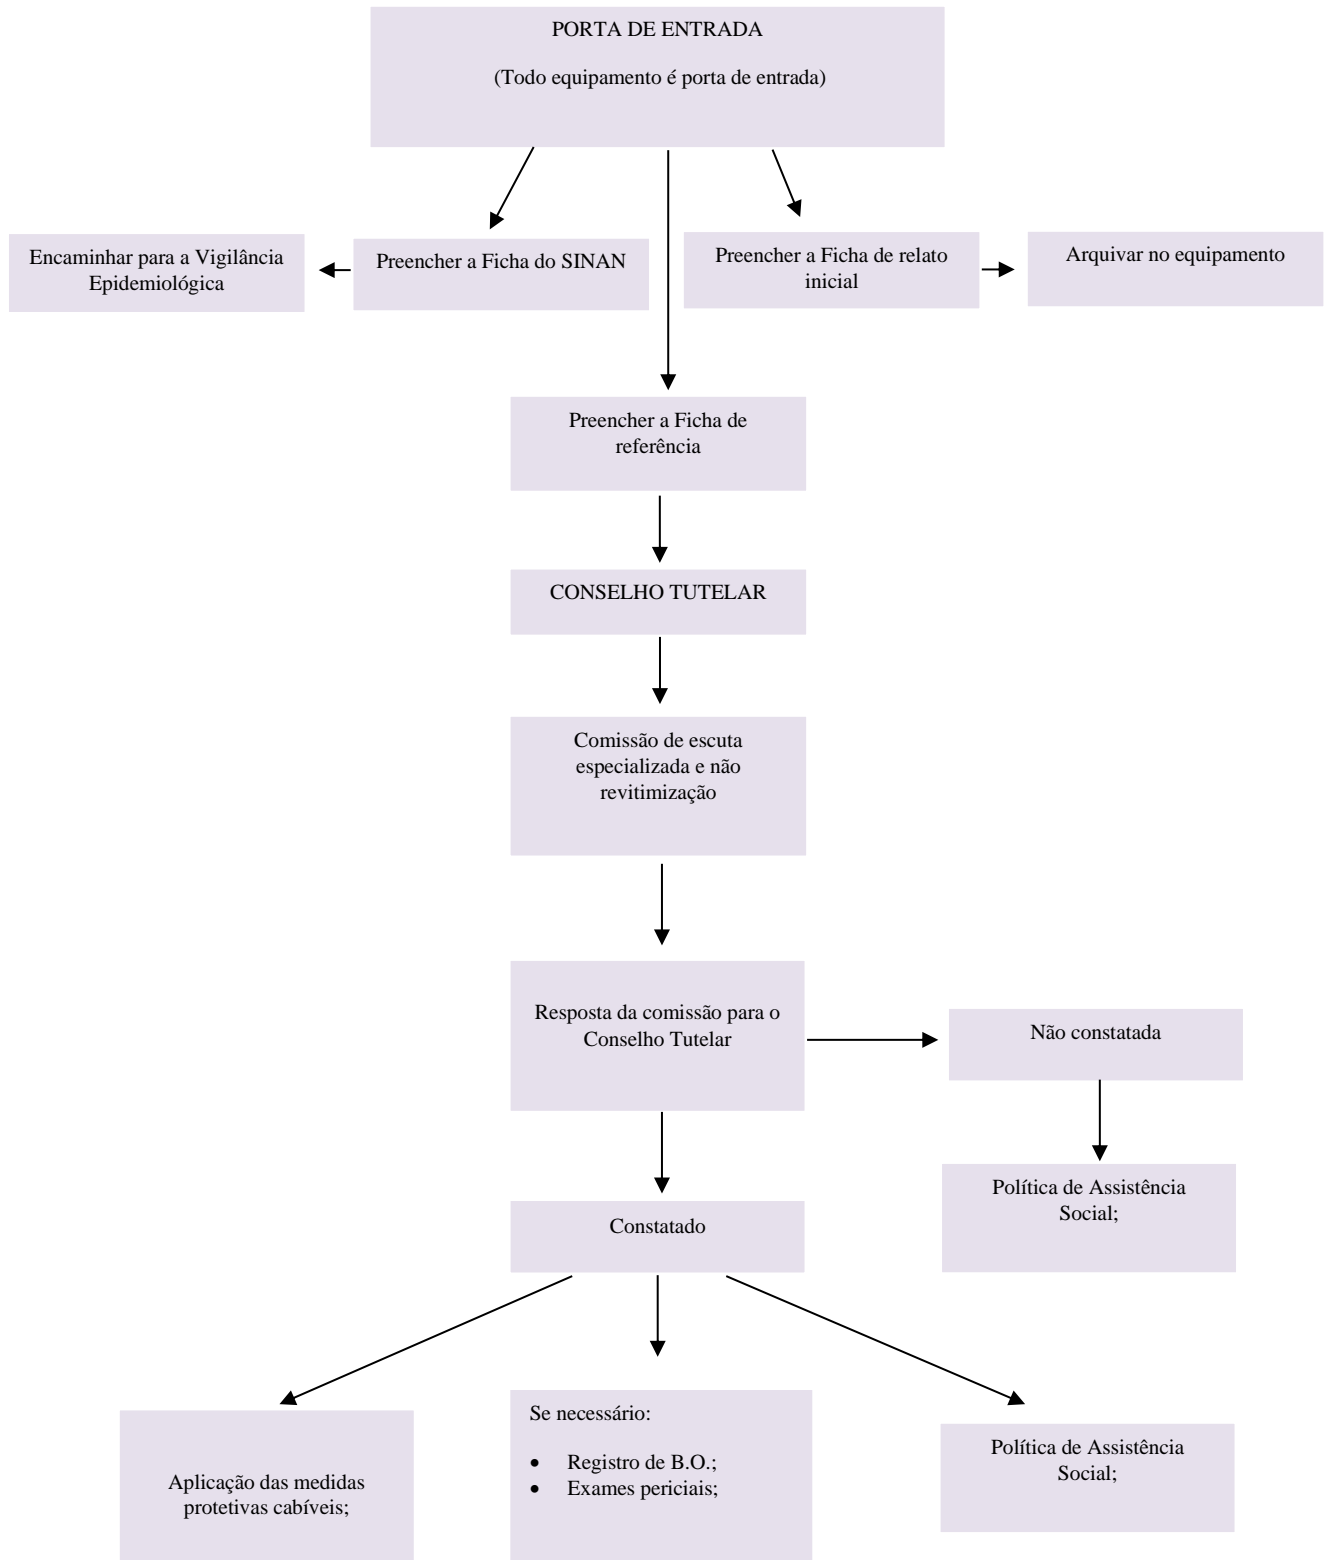 PORTA DE ENTRADA
(Todo equipamento é porta de entrada)
Encaminhar para a Vigilância
Epidemiológica
Preencher a Ficha do SINAN
Preencher a Ficha de relato
inicial
Arquivar no equipamento
Preencher a Ficha de
referência
CONSELHO TUTELAR
Comissão de escuta
especializada e não
revitimização
Resposta da comissão para o
Conselho Tutelar
Não constatada
Política de Assistência
Social;
Constatado
Aplicação das medidas
protetivas cabíveis;
Se necessário:
• Registro de B.O.;
• Exames periciais;
Política de Assistência
Social;